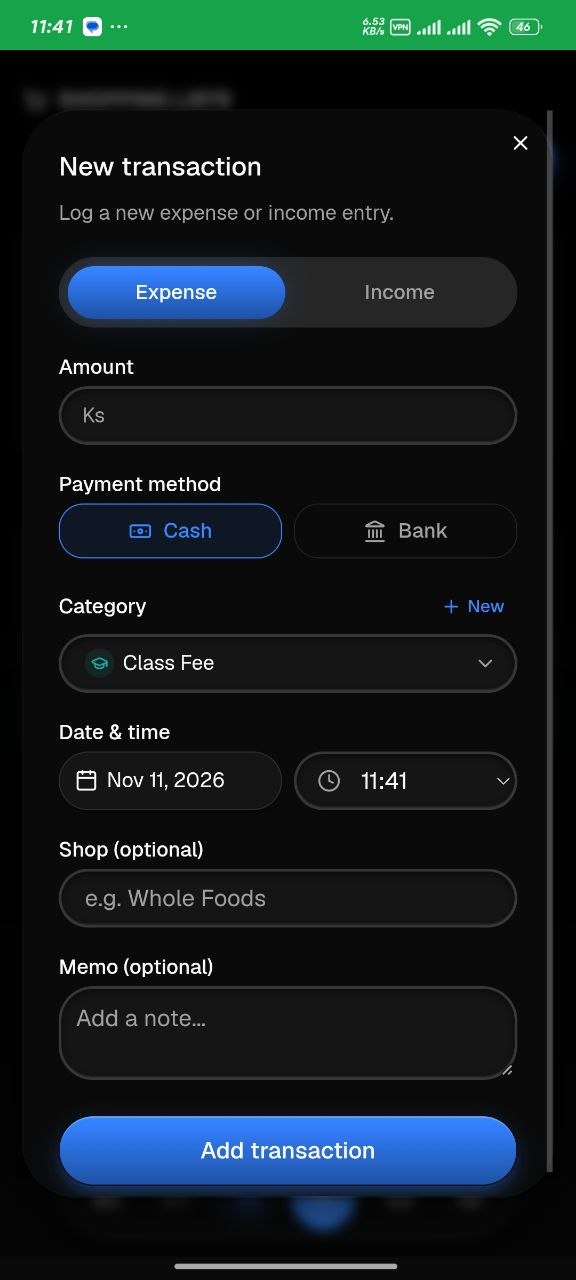 11:41
6.53
KB/s
VPN
46
New transaction
Log a new expense or income entry.
Expense
Income
Amount
Ks
Payment method
Cash
Bank
Category
+ New
Class Fee
Date & time
Nov 11, 2026
11:41
Shop (optional)
e.g. Whole Foods
Memo (optional)
Add a note...
Add transaction